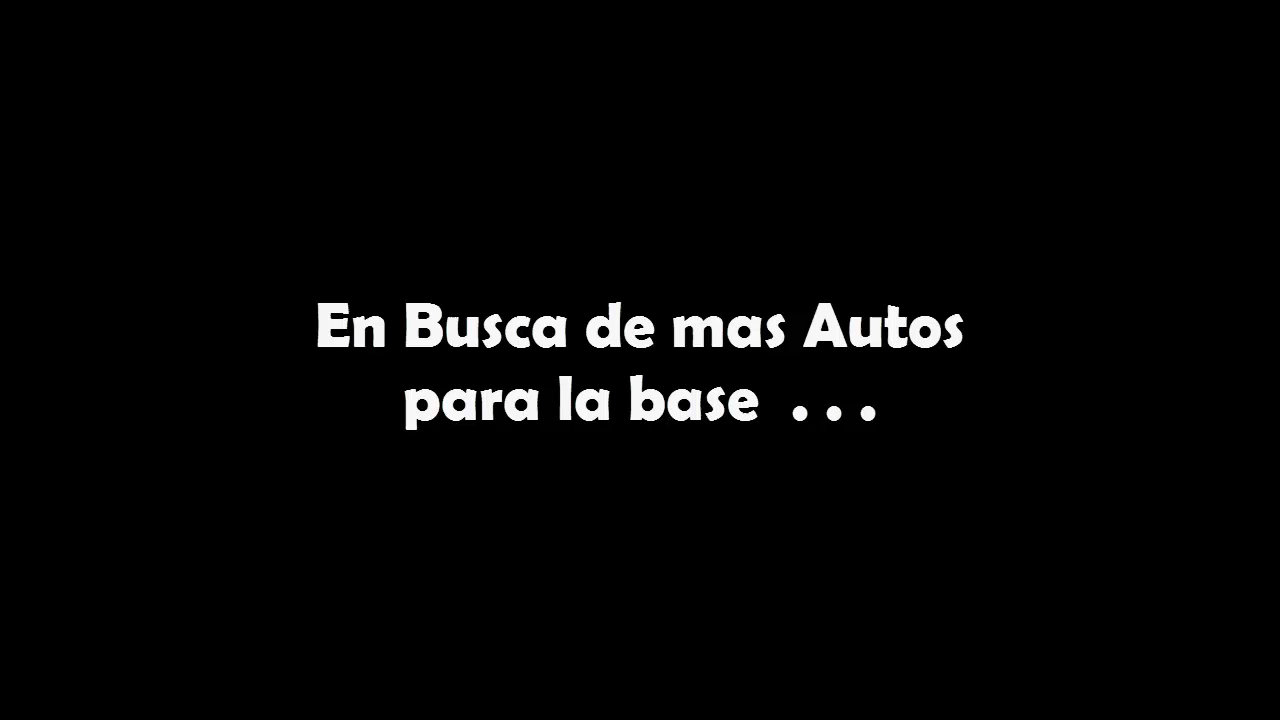 En Busca de mas Autos
para la base . . .